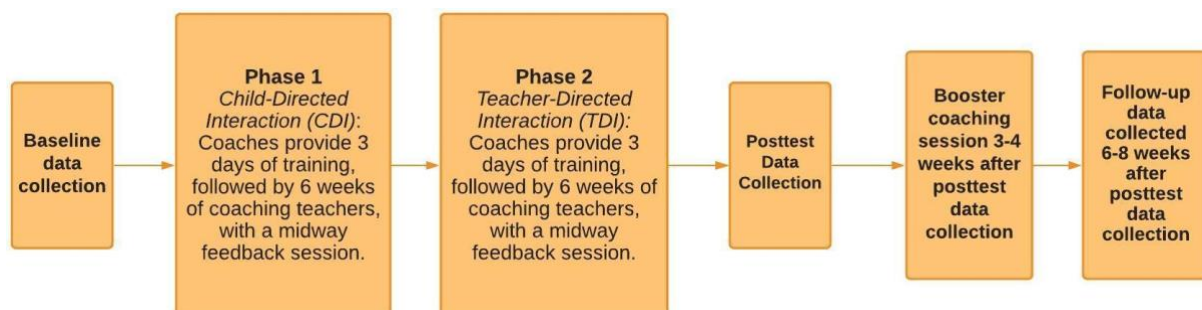 Baseline
data
collection
Phase 1
Child-Directed
Interaction (CDI):
Coaches provide 3
days of training,
followed by 6 weeks
of coaching teachers,
with a midway
feedback session.
Phase 2
Teacher-Directed
Interaction (TDI):
Coaches provide 3
days of training,
followed by 6 weeks of
coaching teachers,
with a midway
feedback session.
Posttest
Data
Collection
Booster
coaching
session 3-4
weeks after
posttest
data
collection
Follow-up
data
collected
6-8 weeks
after
posttest
data
collection